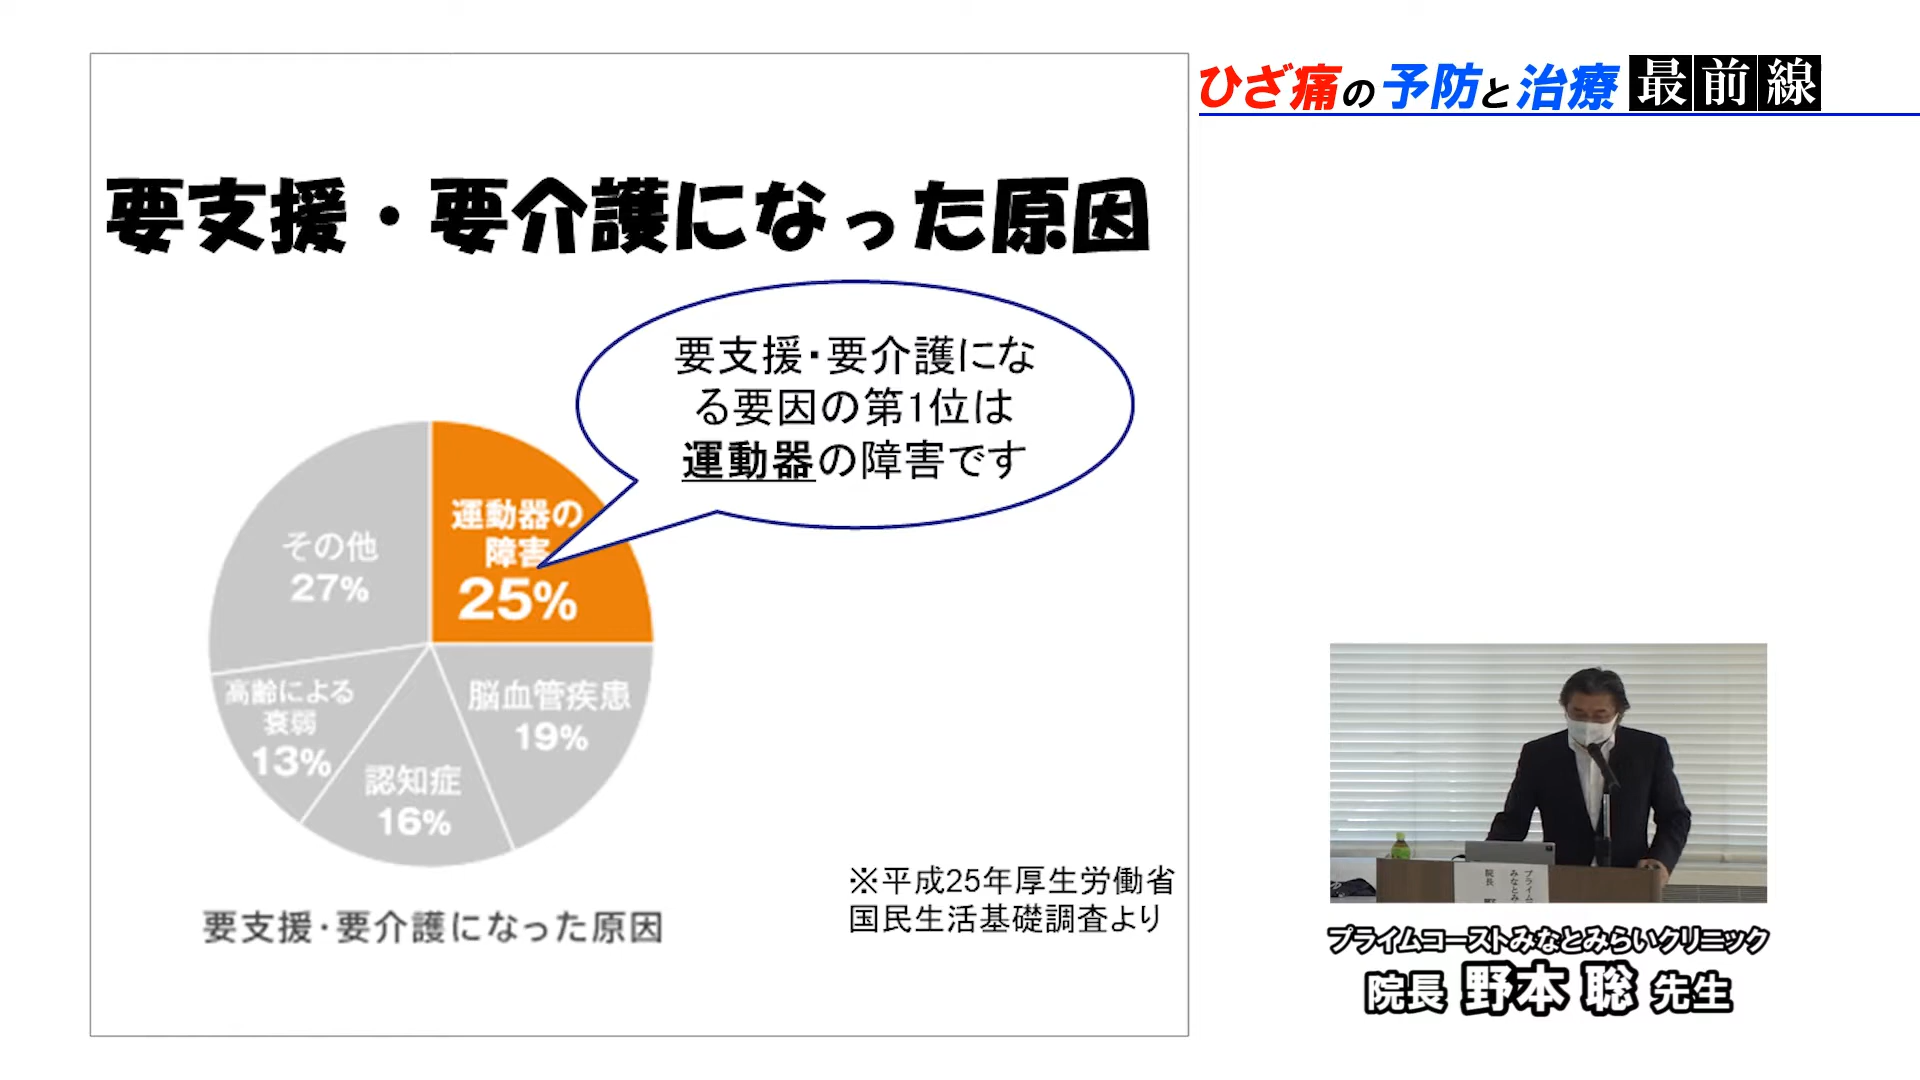 ひざ痛の予防と治療 最前線
要支援・要介護になった原因
要支援・要介護にな
る要因の第1位は
運動器の障害です
運動器の
障害
25%
脳血管疾患
19%
認知症
16%
高齢による
衰弱
13%
その他
27%
要支援・要介護になった原因
※平成25年厚生労働省
国民生活基礎調査より
院長
プライムコーストみなとみらいクリニック
院長 野本 聡 先生